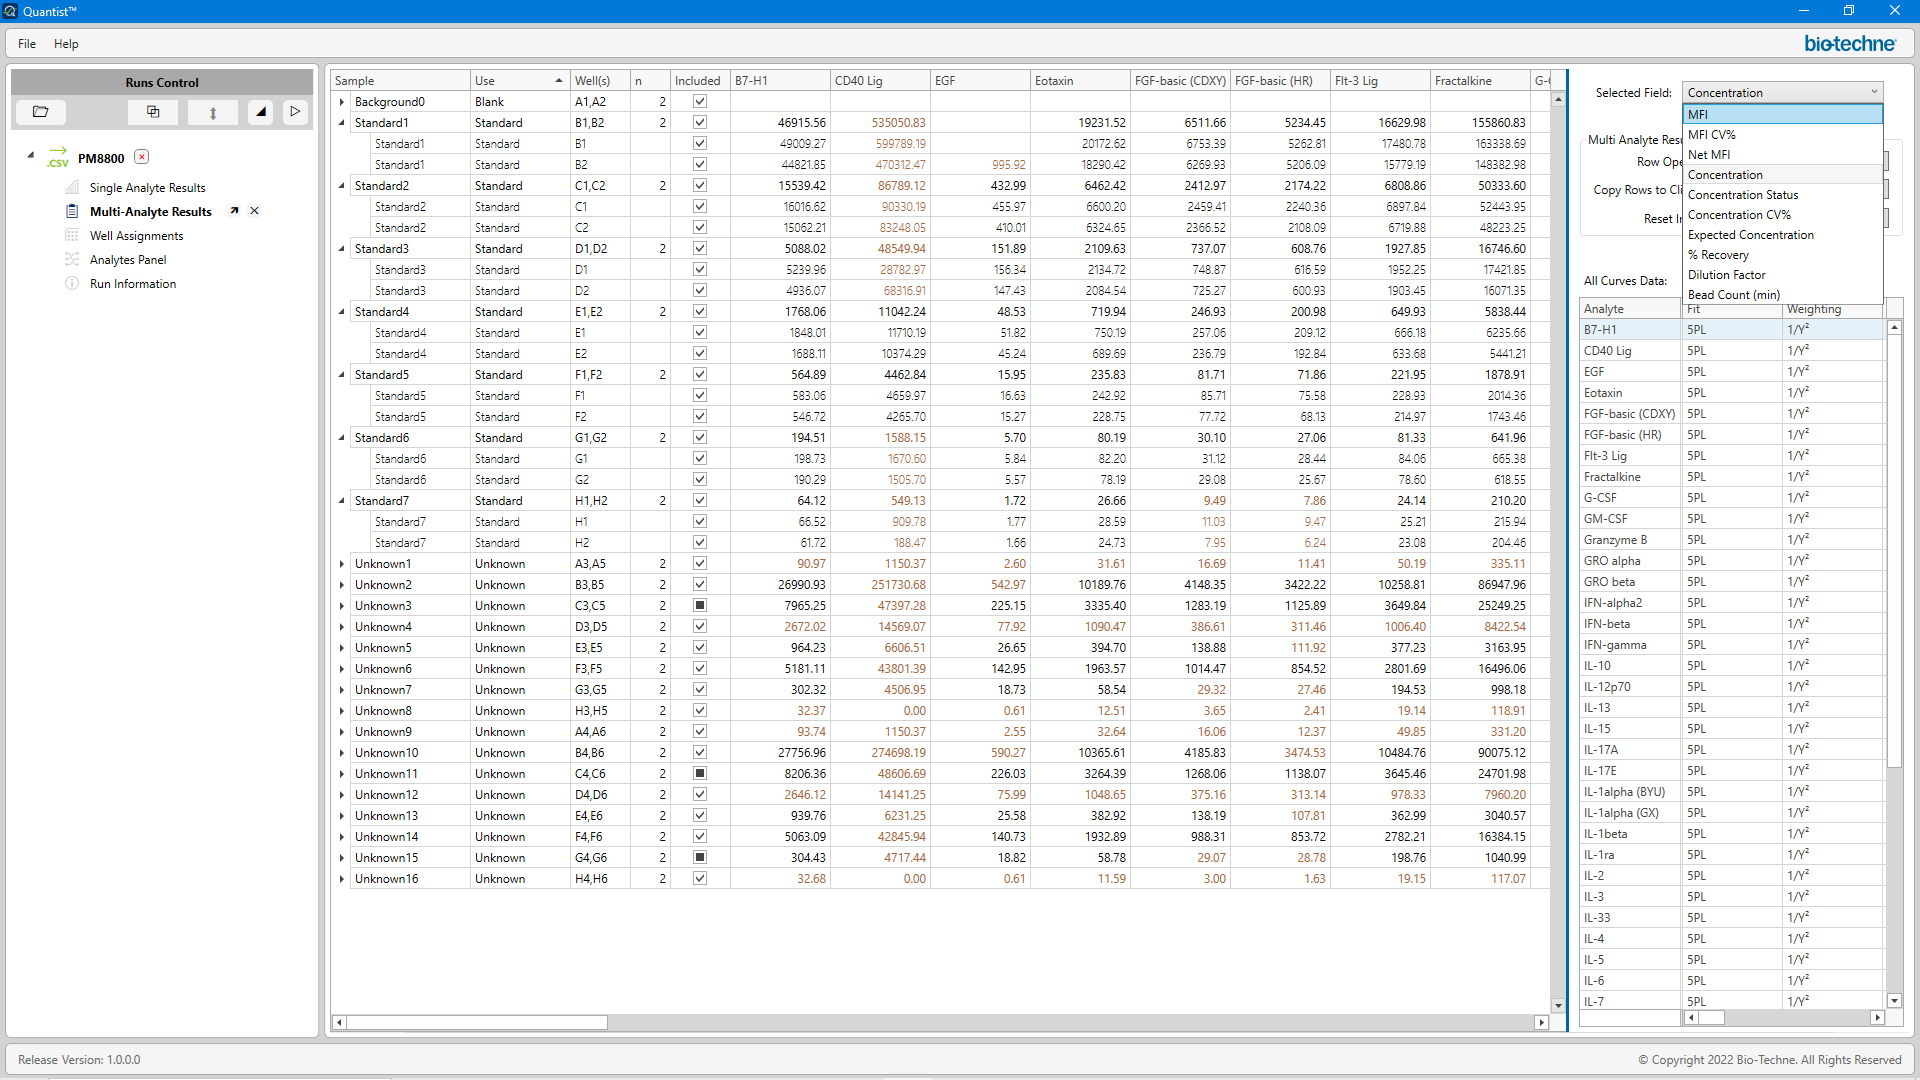 Quantist™
File Help
bio-techne
Runs Control
.CSV PM8800
Single Analyte Results
Multi-Analyte Results
Well Assignments
Analytes Panel
Run Information
Sample Use Well(s) n Included B7-H1 CD40 Lig EGF Eotaxin FGF-basic (CDXY) FGF-basic (HR) Flt-3 Lig Fractalkine
Background0 Blank A1,A2 2
Standard1 Standard B1,B2 2 46915.56 535050.83 19231.52 6511.66 5234.45 16629.98 155860.83
Standard1 Standard B1 49009.27 599789.19 20172.62 6753.39 5262.81 17480.78 163338.69
Standard1 Standard B2 44821.85 470312.47 995.92 18290.42 6269.93 5206.09 15779.19 148382.98
Standard2 Standard C1,C2 2 15539.42 86789.12 432.99 6462.42 2412.97 2174.22 6808.86 50333.60
Standard2 Standard C1 16016.62 90330.19 455.97 6600.20 2459.41 2240.36 6897.84 52443.95
Standard2 Standard C2 15062.21 83248.05 410.01 6324.65 2366.52 2108.09 6719.88 48223.25
Standard3 Standard D1,D2 2 5088.02 48549.94 151.89 2109.63 737.07 608.76 1927.85 16746.60
Standard3 Standard D1 5239.96 28782.97 156.34 2134.72 748.87 616.59 1952.25 17421.85
Standard3 Standard D2 4936.07 68316.91 147.43 2084.54 725.27 600.93 1903.45 16071.35
Standard4 Standard E1,E2 2 1768.06 11042.24 48.53 719.94 246.93 200.98 649.93 5838.44
Standard4 Standard E1 1848.01 11710.19 51.82 750.19 257.06 209.12 666.18 6235.66
Standard4 Standard E2 1688.11 10374.29 45.24 689.69 236.79 192.84 633.68 5441.21
Standard5 Standard F1,F2 2 564.89 4462.84 15.95 235.83 81.71 71.86 221.95 1878.91
Standard5 Standard F1 583.06 4659.97 16.63 242.92 85.71 75.58 228.93 2014.36
Standard5 Standard F2 546.72 4265.70 15.27 228.75 77.72 68.13 214.97 1743.46
Standard6 Standard G1,G2 2 194.51 1588.15 5.70 80.19 30.10 27.06 81.33 641.96
Standard6 Standard G1 198.73 1670.60 5.84 82.20 31.12 28.44 84.06 665.38
Standard6 Standard G2 190.29 1505.70 5.57 78.19 29.08 25.67 78.60 618.55
Standard7 Standard H1,H2 2 64.12 549.13 1.72 26.66 9.49 7.86 24.14 210.20
Standard7 Standard H1 66.52 909.78 1.77 28.59 11.03 9.47 25.21 215.94
Standard7 Standard H2 61.72 188.47 1.66 24.73 7.95 6.24 23.08 204.46
Unknown1 Unknown A3,A5 2 90.97 1150.37 2.60 31.61 16.69 11.41 50.19 335.11
Unknown2 Unknown B3,B5 2 26990.93 251730.68 542.97 10189.76 4148.35 3422.22 10258.81 86947.96
Unknown3 Unknown C3,C5 2 7965.25 47397.28 225.15 3335.40 1283.19 1125.89 3649.84 25249.25
Unknown4 Unknown D3,D5 2 2672.02 14569.07 77.92 1090.47 386.61 311.46 1006.40 8422.54
Unknown5 Unknown E3,E5 2 964.23 6606.51 26.65 394.70 138.88 111.92 377.23 3163.95
Unknown6 Unknown F3,F5 2 5181.11 43801.39 142.95 1963.57 1014.47 854.52 2801.69 16496.06
Unknown7 Unknown G3,G5 2 302.32 4506.95 18.73 58.54 29.32 27.46 194.53 998.18
Unknown8 Unknown H3,H5 2 32.37 0.00 0.61 12.51 3.65 2.41 19.14 118.91
Unknown9 Unknown A4,A6 2 93.74 1150.37 2.55 32.64 16.06 12.37 49.85 331.20
Unknown10 Unknown B4,B6 2 27756.96 274698.19 590.27 10365.61 4185.83 3474.53 10484.76 90075.12
Unknown11 Unknown C4,C6 2 8206.36 48606.69 226.03 3264.39 1268.06 1138.07 3645.46 24701.98
Unknown12 Unknown D4,D6 2 2646.12 14141.25 75.99 1048.65 375.16 313.14 978.33 7960.20
Unknown13 Unknown E4,E6 2 939.76 6231.25 25.58 382.92 138.19 107.81 362.99 3040.57
Unknown14 Unknown F4,F6 2 5063.09 42845.94 140.73 1932.89 988.31 853.72 2782.21 16384.15
Unknown15 Unknown G4,G6 2 304.43 4717.44 18.82 58.78 29.07 28.78 198.76 1040.99
Unknown16 Unknown H4,H6 2 32.68 0.00 0.61 11.59 3.00 1.63 19.15 117.07
Selected Field: Concentration
MFI
MFI CV%
Net MFI
Concentration
Concentration Status
Concentration CV%
Expected Concentration
% Recovery
Dilution Factor
Bead Count (min)
Multi Analyte Resu
Row Ope
Copy Rows to Cli
Reset In
All Curves Data:
Analyte Fit Weighting
B7-H1 5PL 1/Y²
CD40 Lig 5PL 1/Y²
EGF 5PL 1/Y²
Eotaxin 5PL 1/Y²
FGF-basic (CDXY) 5PL 1/Y²
FGF-basic (HR) 5PL 1/Y²
Flt-3 Lig 5PL 1/Y²
Fractalkine 5PL 1/Y²
G-CSF 5PL 1/Y²
GM-CSF 5PL 1/Y²
Granzyme B 5PL 1/Y²
GRO alpha 5PL 1/Y²
GRO beta 5PL 1/Y²
IFN-alpha2 5PL 1/Y²
IFN-beta 5PL 1/Y²
IFN-gamma 5PL 1/Y²
IL-10 5PL 1/Y²
IL-12p70 5PL 1/Y²
IL-13 5PL 1/Y²
IL-15 5PL 1/Y²
IL-17A 5PL 1/Y²
IL-17E 5PL 1/Y²
IL-1alpha (BYU) 5PL 1/Y²
IL-1alpha (GX) 5PL 1/Y²
IL-1beta 5PL 1/Y²
IL-1ra 5PL 1/Y²
IL-2 5PL 1/Y²
IL-3 5PL 1/Y²
IL-33 5PL 1/Y²
IL-4 5PL 1/Y²
IL-5 5PL 1/Y²
IL-6 5PL 1/Y²
IL-7 5PL 1/Y²
Release Version: 1.0.0.0
© Copyright 2022 Bio-Techne. All Rights Reserved